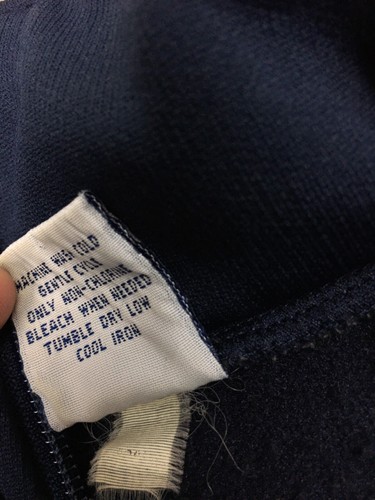 MACHINE WASH COLD
GENTLE CYCLE
ONLY NON-CHLORINE
BLEACH WHEN NEEDED
TUMBLE DRY LOW
COOL IRON